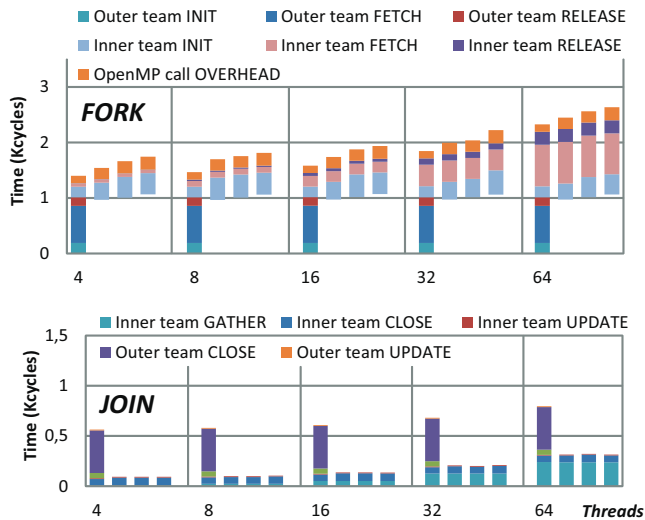 Outer team INIT Outer team FETCH Outer team RELEASE
Inner team INIT Inner team FETCH Inner team RELEASE
OpenMP call OVERHEAD
3
FORK
2
1
0
Time (Kcycles)
4 8 16 32 64
Inner team GATHER Inner team CLOSE Inner team UPDATE
Outer team CLOSE Outer team UPDATE
1,5
1
JOIN
0,5
0
Time (Kcycles)
4 8 16 32 64 Threads